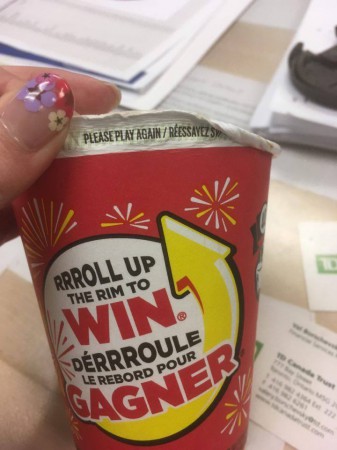 PLEASE PLAY AGAIN / RÉESSAYEZ S
RRROLL UP
THE RIM TO
WIN®
DÉRRROULE
LE REBORD POUR
GAGNER
TD Canada Trust